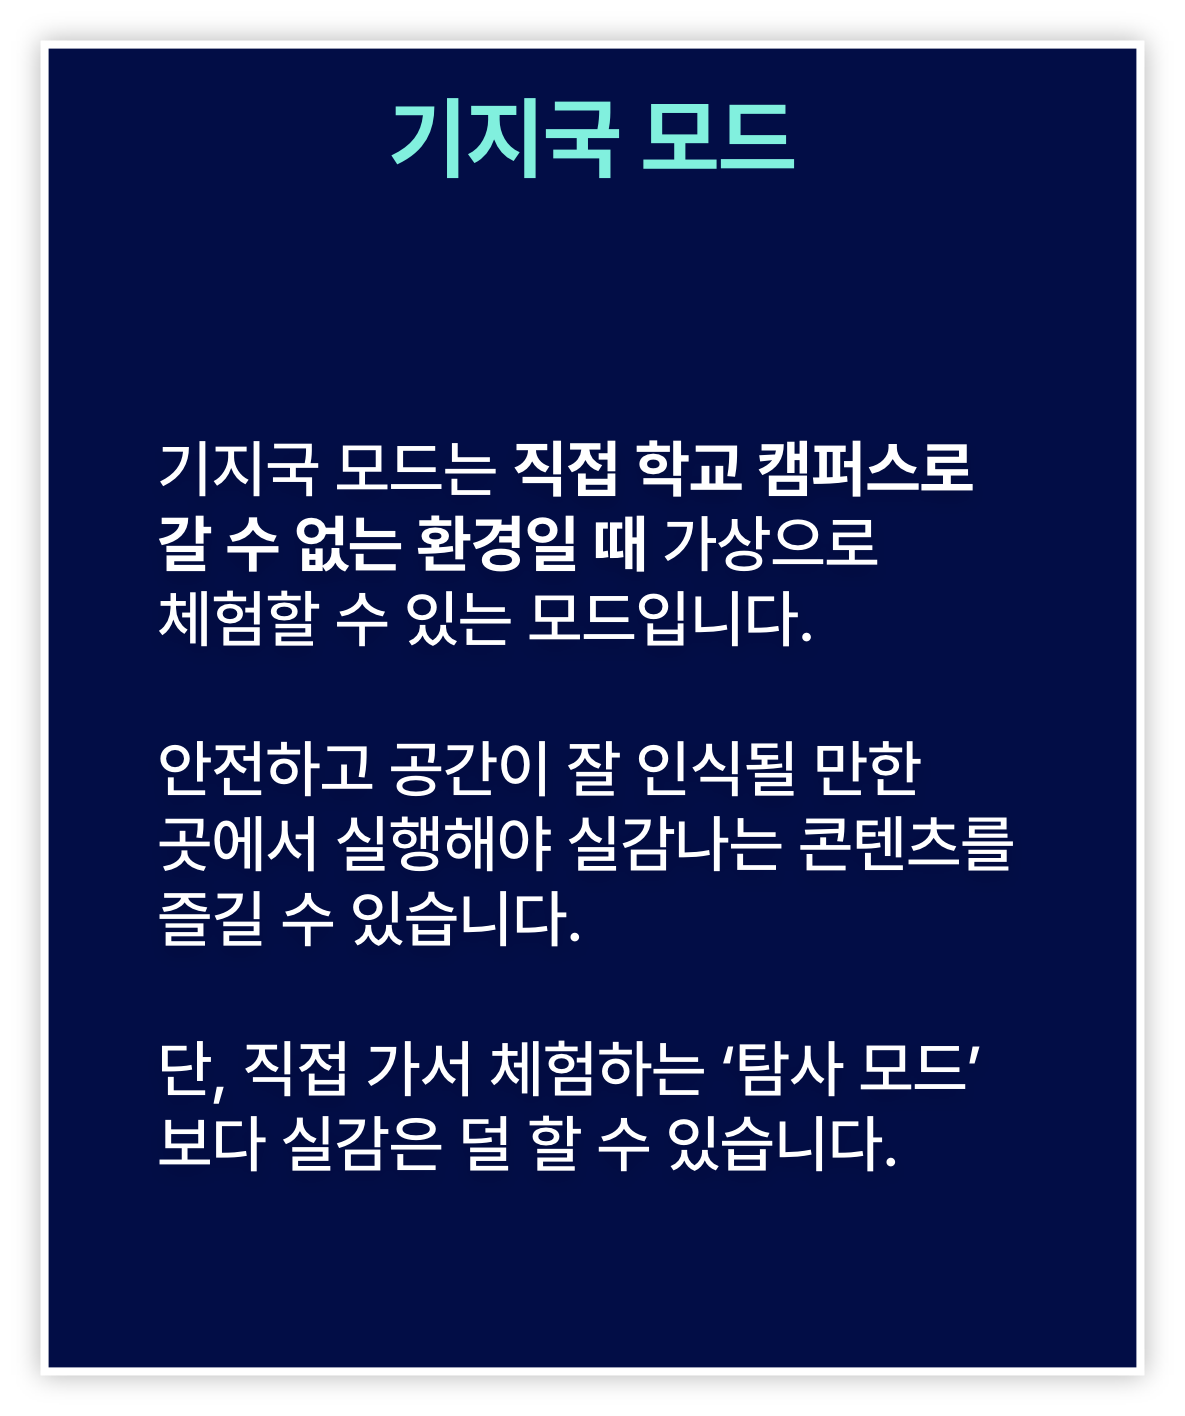 기지국 모드
기지국 모드는 직접 학교 캠퍼스로
갈 수 없는 환경일 때 가상으로
체험할 수 있는 모드입니다.
안전하고 공간이 잘 인식될 만한
곳에서 실행해야 실감나는 콘텐츠를
즐길 수 있습니다.
단, 직접 가서 체험하는 ‘탐사 모드’
보다 실감은 덜 할 수 있습니다.